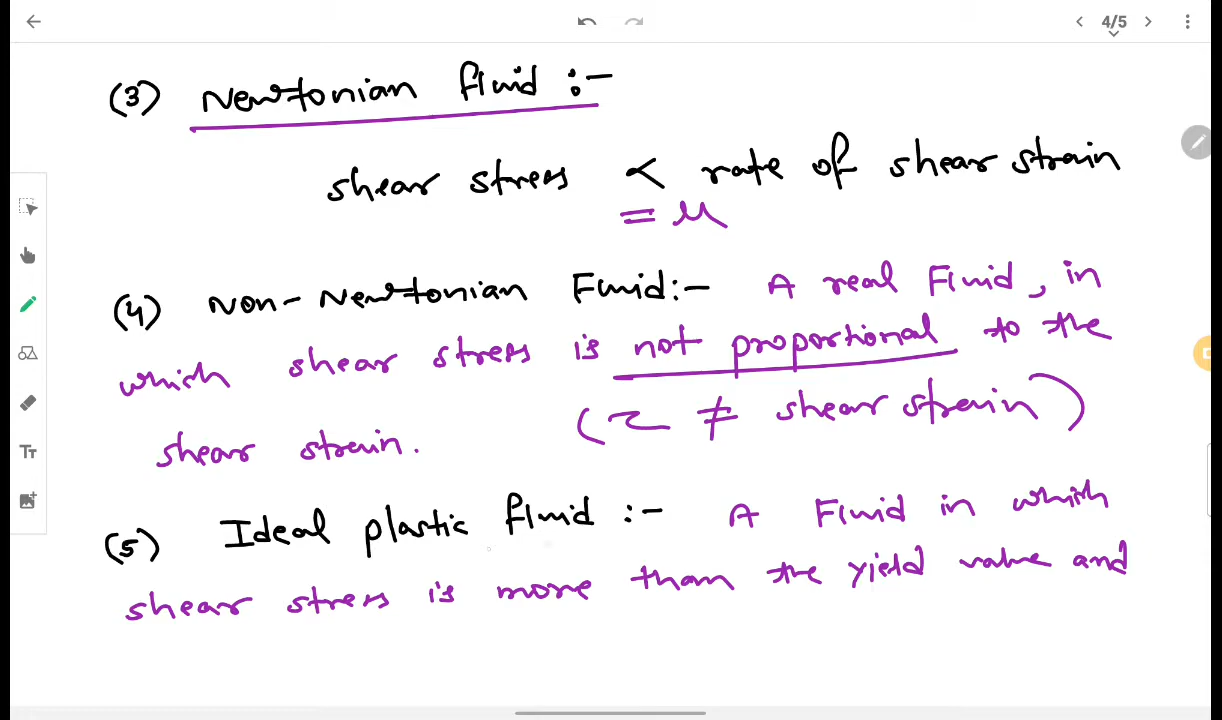 4/5
(3) Newtonian fluid :-
shear stress ∝ rate of shear strain
= μ
(4) Non-Newtonian Fluid:- A real Fluid, in
which shear stress is not proportional to the
shear strain. (τ ≠ shear strain)
(5) Ideal plastic fluid :- A Fluid in which
shear stress is more than the yield value and
Tт